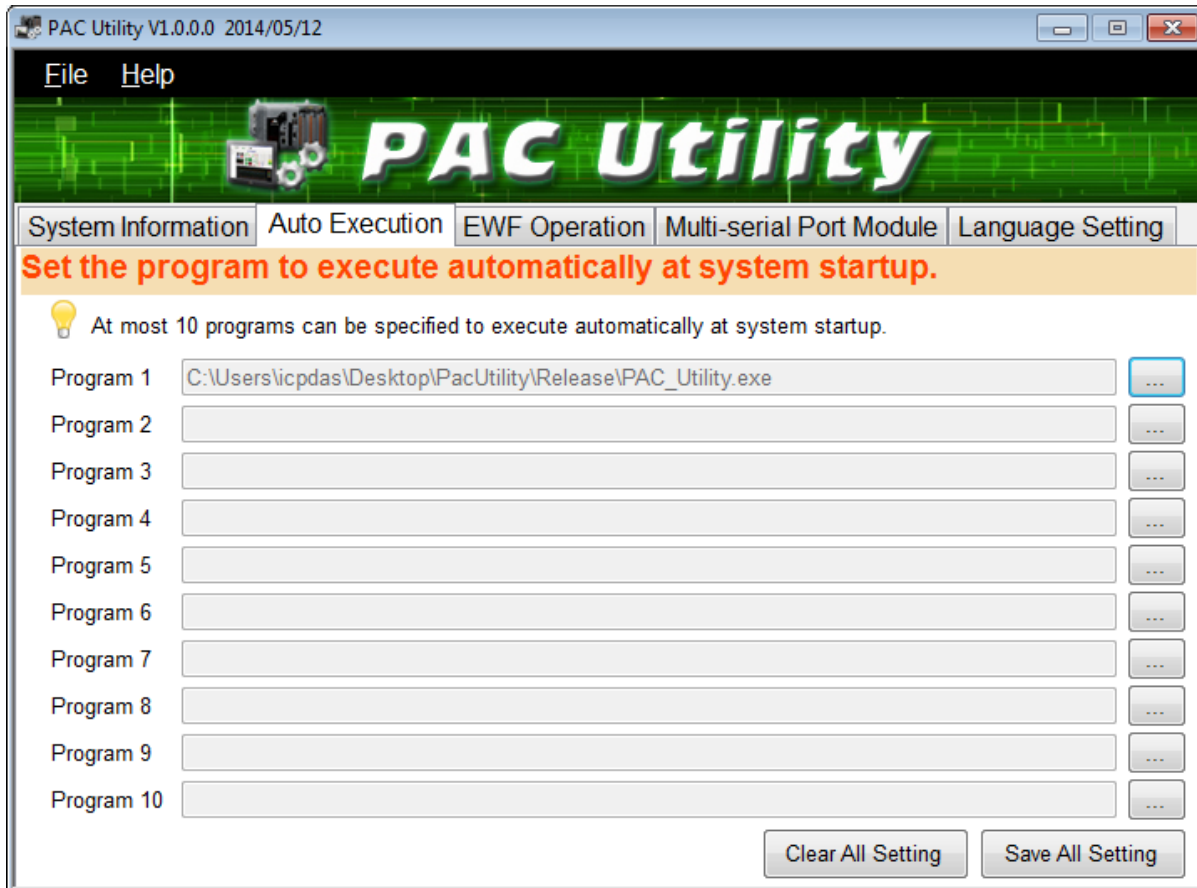 PAC Utility V1.0.0.0 2014/05/12
File Help
PAC Utility
System Information Auto Execution EWF Operation Multi-serial Port Module Language Setting
Set the program to execute automatically at system startup.
At most 10 programs can be specified to execute automatically at system startup.
Program 1 C:\Users\icpdas\Desktop\PacUtility\Release\PAC_Utility.exe ...
Program 2 ...
Program 3 ...
Program 4 ...
Program 5 ...
Program 6 ...
Program 7 ...
Program 8 ...
Program 9 ...
Program 10 ...
Clear All Setting Save All Setting